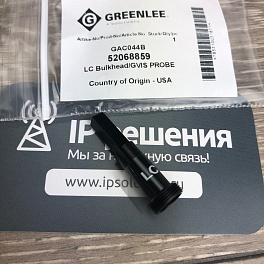 GREENLEE
1
GAC044B
52068859
LC Bulkhead/GVIS PROBE
Country of Origin - USA
IP решения
Мы за
связь!
www.ipsol
LC